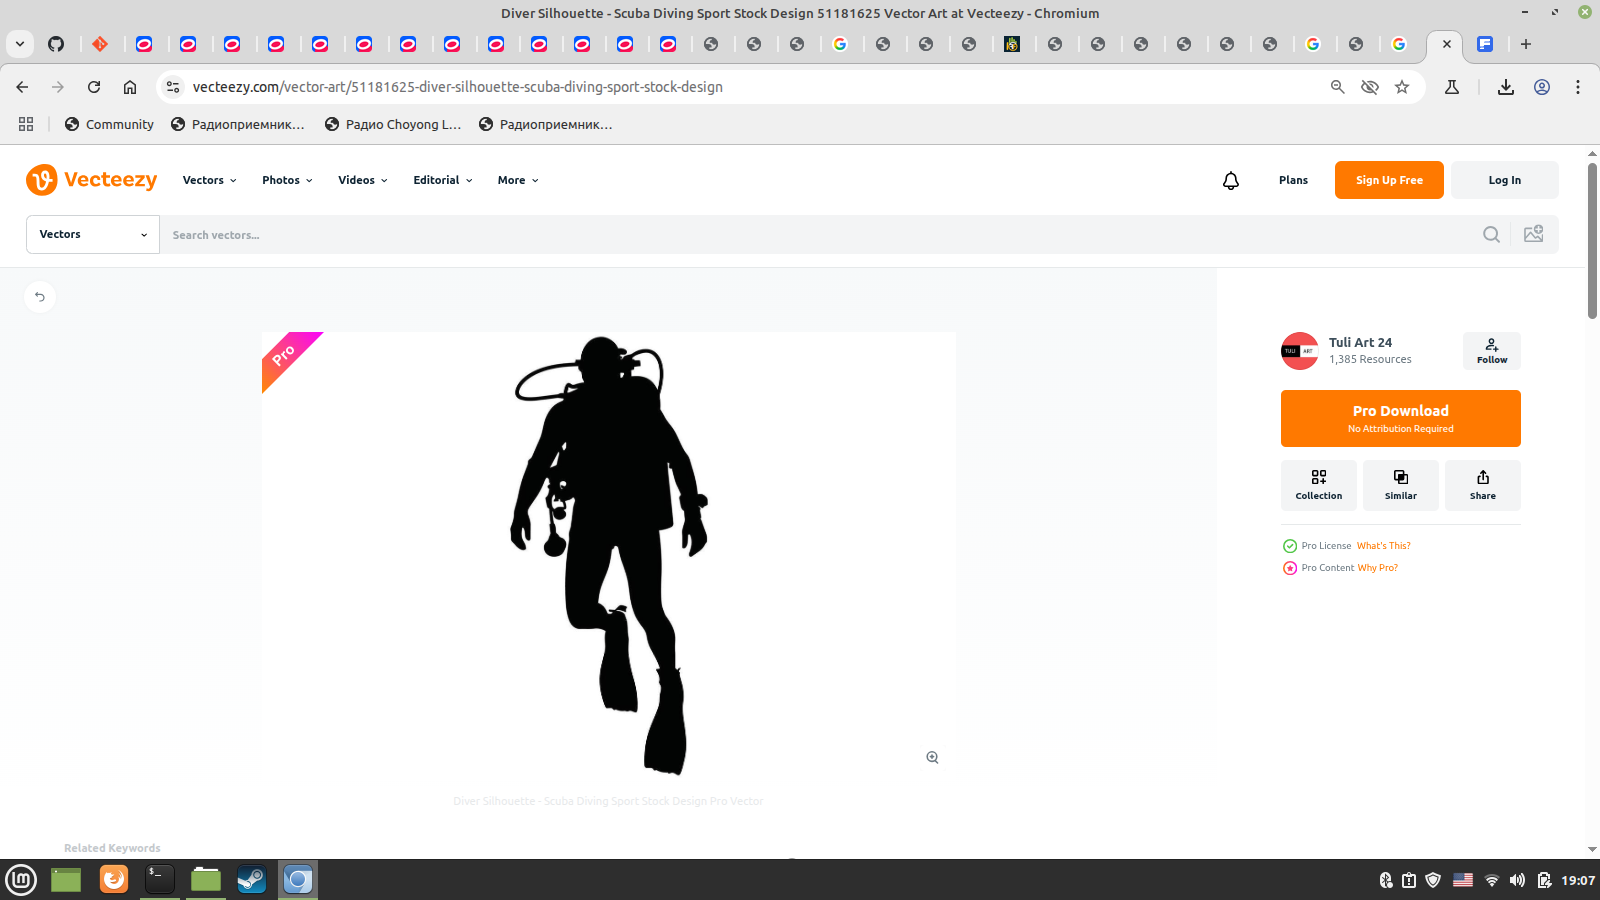 Diver Silhouette - Scuba Diving Sport Stock Design 51181625 Vector Art at Vecteezy - Chromium
vecteezy.com/vector-art/51181625-diver-silhouette-scuba-diving-sport-stock-design
Community
Радиоприемник...
Радио Choyong L...
Радиоприемник...
Vecteezy
Vectors
Photos
Videos
Editorial
More
Plans
Sign Up Free
Log In
Vectors
Search vectors...
Pro
TULI ART
Tuli Art 24
1,385 Resources
Follow
Pro Download
No Attribution Required
Collection
Similar
Share
Pro License What's This?
Pro Content Why Pro?
Diver Silhouette - Scuba Diving Sport Stock Design Pro Vector
Related Keywords
19:07